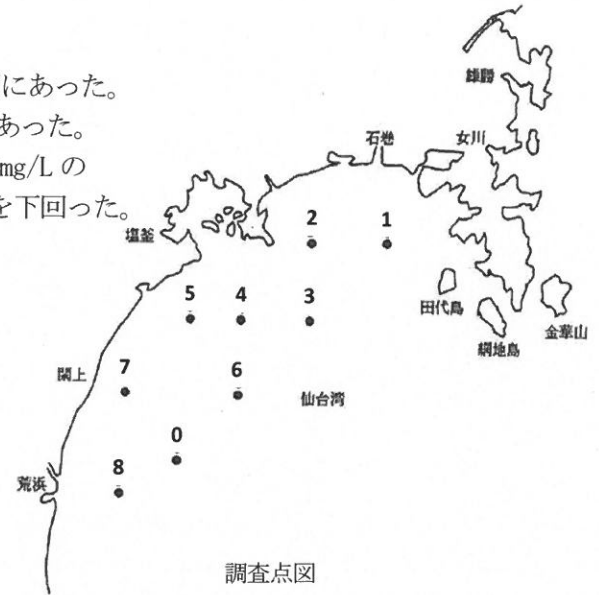 にあった。
あった。
mg/L の
を下回った。
雄勝
石巻
女川
塩釜
2
1
田代島
網地島
金華山
5
4
3
閖上
7
6
仙台湾
0
荒浜
8
調査点図